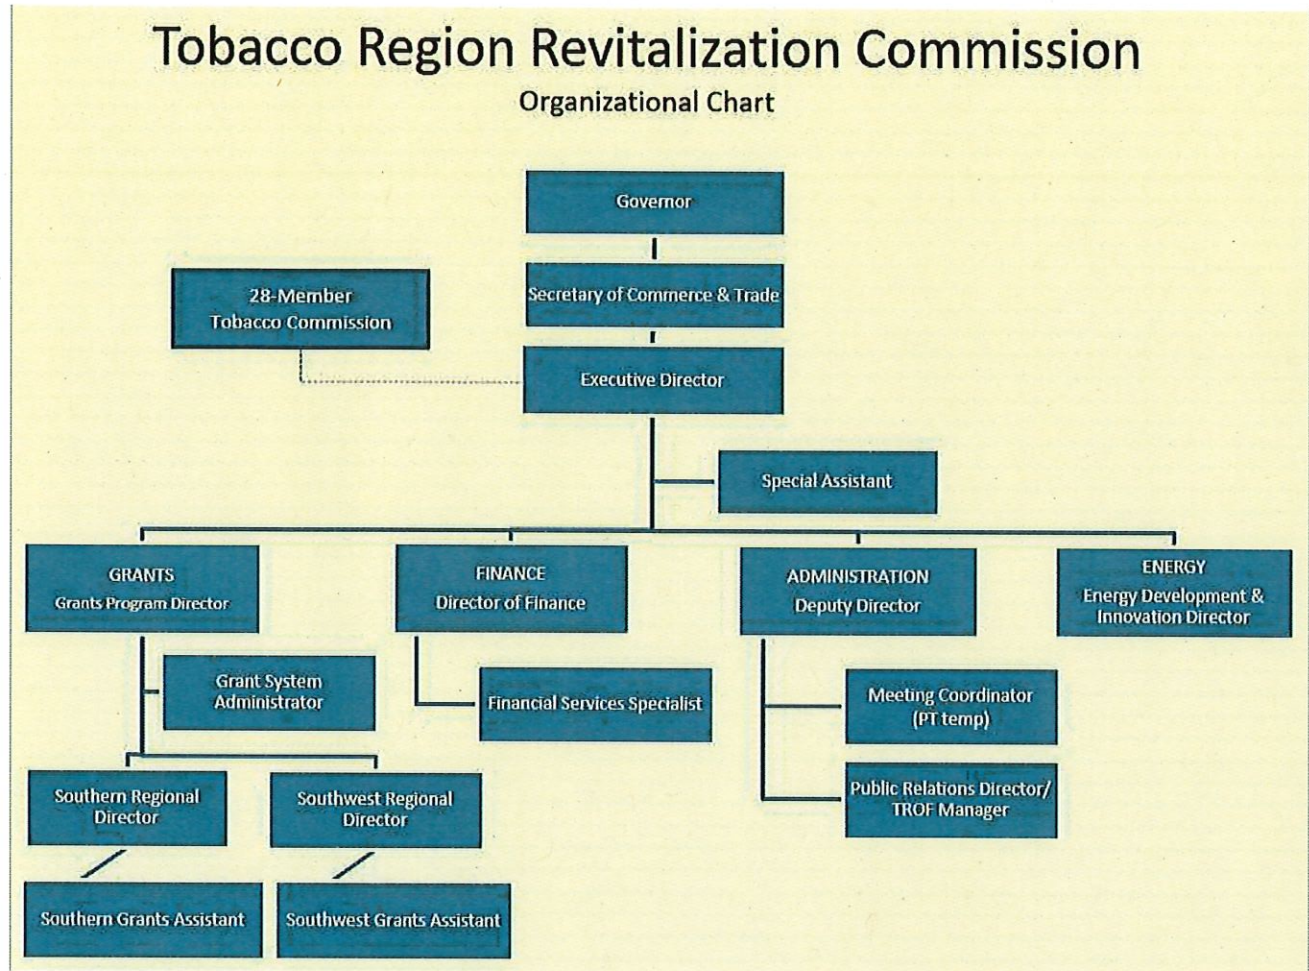 Tobacco Region Revitalization Commission
Organizational Chart
Governor
Secretary of Commerce & Trade
28-Member
Tobacco Commission
Executive Director
Special Assistant
GRANTS
Grants Program Director
FINANCE
Director of Finance
ADMINISTRATION
Deputy Director
ENERGY
Energy Development &
Innovation Director
Grant System
Administrator
Financial Services Specialist
Meeting Coordinator
(PT temp)
Public Relations Director/
TROF Manager
Southern Regional
Director
Southwest Regional
Director
Southern Grants Assistant
Southwest Grants Assistant